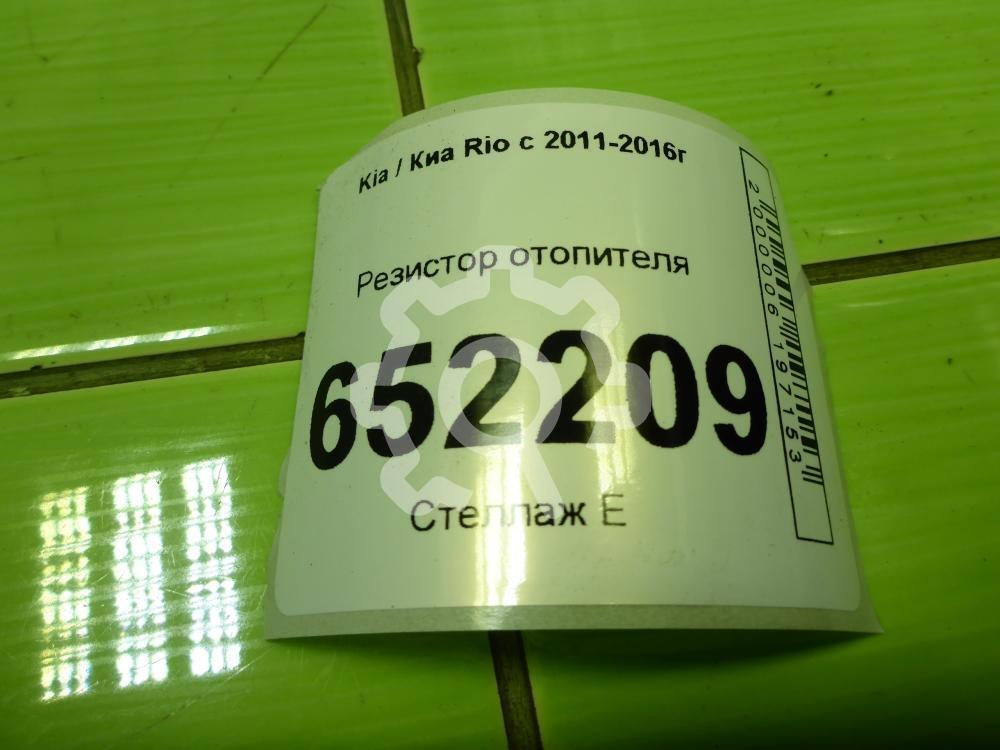 Kia / Киа Rio с 2011-2016г
Резистор отопителя
652209
Стеллаж Е
2000006197153